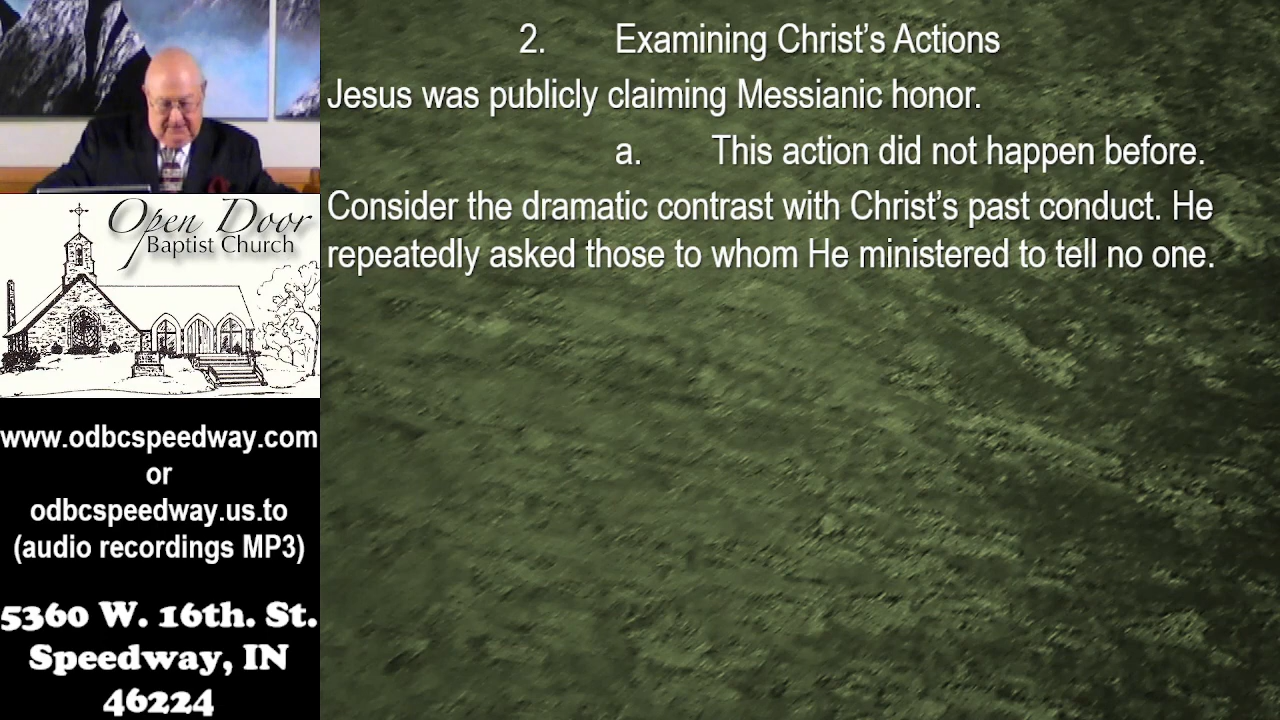 2. Examining Christ's Actions
Jesus was publicly claiming Messianic honor.
a. This action did not happen before.
Consider the dramatic contrast with Christ's past conduct. He
repeatedly asked those to whom He ministered to tell no one.
Open Door
Baptist Church
www.odbcspeedway.com
or
odbcspeedway.us.to
(audio recordings MP3)
5360 W. 16th. St.
Speedway, IN
46224